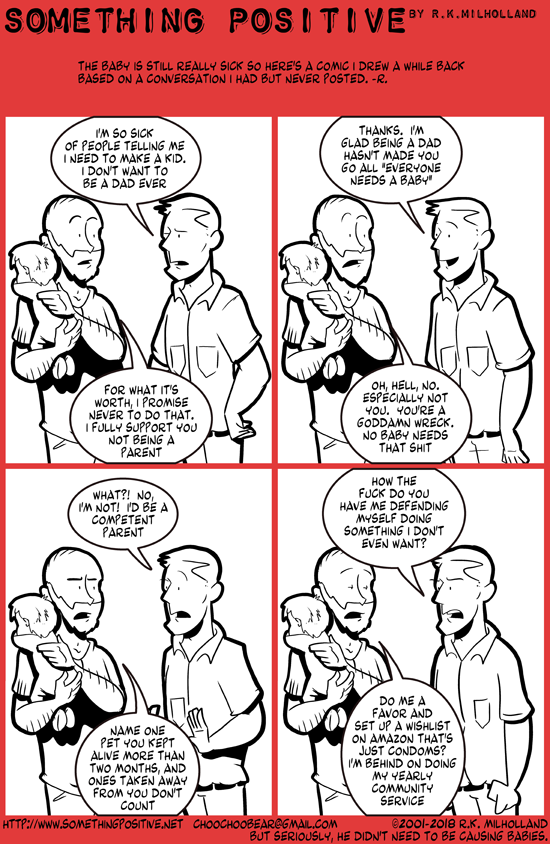 SOMETHING POSITIVE BY R.K.MILHOLLAND
THE BABY IS STILL REALLY SICK SO HERE'S A COMIC I DREW A WHILE BACK
BASED ON A CONVERSATION I HAD BUT NEVER POSTED. -R.
I'M SO SICK
OF PEOPLE TELLING ME
I NEED TO MAKE A KID.
I DON'T WANT TO
BE A DAD EVER
FOR WHAT IT'S
WORTH, I PROMISE
NEVER TO DO THAT.
I FULLY SUPPORT YOU
NOT BEING A
PARENT
THANKS. I'M
GLAD BEING A DAD
HASN'T MADE YOU
GO ALL "EVERYONE
NEEDS A BABY"
OH, HELL, NO.
ESPECIALLY NOT
YOU. YOU'RE A
GODDAMN WRECK.
NO BABY NEEDS
THAT SHIT
WHAT?! NO,
I'M NOT! I'D BE A
COMPETENT
PARENT
NAME ONE
PET YOU KEPT
ALIVE MORE THAN
TWO MONTHS, AND
ONES TAKEN AWAY
FROM YOU DON'T
COUNT
HOW THE
FUCK DO YOU
HAVE ME DEFENDING
MYSELF DOING
SOMETHING I DON'T
EVEN WANT?
DO ME A
FAVOR AND
SET UP A WISHLIST
ON AMAZON THAT'S
JUST CONDOMS?
I'M BEHIND ON DOING
MY YEARLY
COMMUNITY
SERVICE
HTTP://WWW.SOMETHINGPOSITIVE.NET CHOOCHOOBEAR@GMAIL.COM ©2001-2018 R.K. MILHOLLAND
BUT SERIOUSLY, HE DIDN'T NEED TO BE CAUSING BABIES.